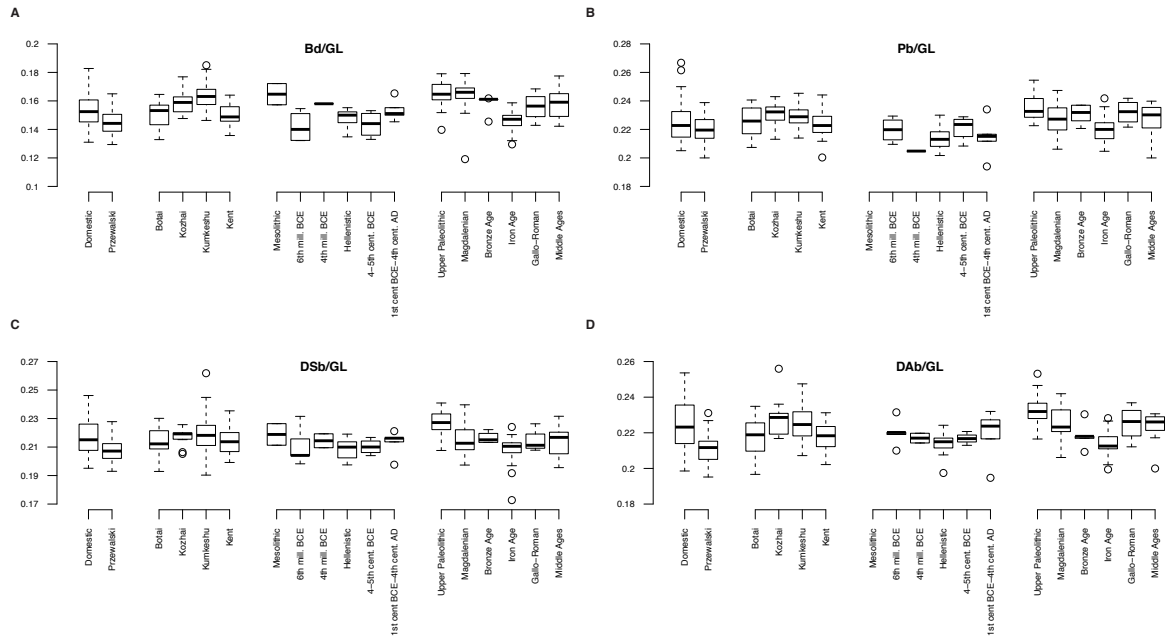 A
Bd/GL
0.2
0.18
0.16
0.14
0.12
0.1
Domestic
Przewalski
Botai
Kozhai
Kumkeshu
Kent
Mesolithic
6th mill. BCE
4th mill. BCE
Hellenistic
4–5th cent. BCE
1st cent BCE–4th cent. AD
Upper Paleolithic
Magdalenian
Bronze Age
Iron Age
Gallo–Roman
Middle Ages
B
Pb/GL
0.28
0.26
0.24
0.22
0.2
0.18
Domestic
Przewalski
Botai
Kozhai
Kumkeshu
Kent
Mesolithic
6th mill. BCE
4th mill. BCE
Hellenistic
4–5th cent. BCE
1st cent BCE–4th cent. AD
Upper Paleolithic
Magdalenian
Bronze Age
Iron Age
Gallo–Roman
Middle Ages
C
DSb/GL
0.27
0.25
0.23
0.21
0.19
0.17
Domestic
Przewalski
Botai
Kozhai
Kumkeshu
Kent
Mesolithic
6th mill. BCE
4th mill. BCE
Hellenistic
4–5th cent. BCE
1st cent BCE–4th cent. AD
Upper Paleolithic
Magdalenian
Bronze Age
Iron Age
Gallo–Roman
Middle Ages
D
DAb/GL
0.26
0.24
0.22
0.2
0.18
Domestic
Przewalski
Botai
Kozhai
Kumkeshu
Kent
Mesolithic
6th mill. BCE
4th mill. BCE
Hellenistic
4–5th cent. BCE
1st cent BCE–4th cent. AD
Upper Paleolithic
Magdalenian
Bronze Age
Iron Age
Gallo–Roman
Middle Ages